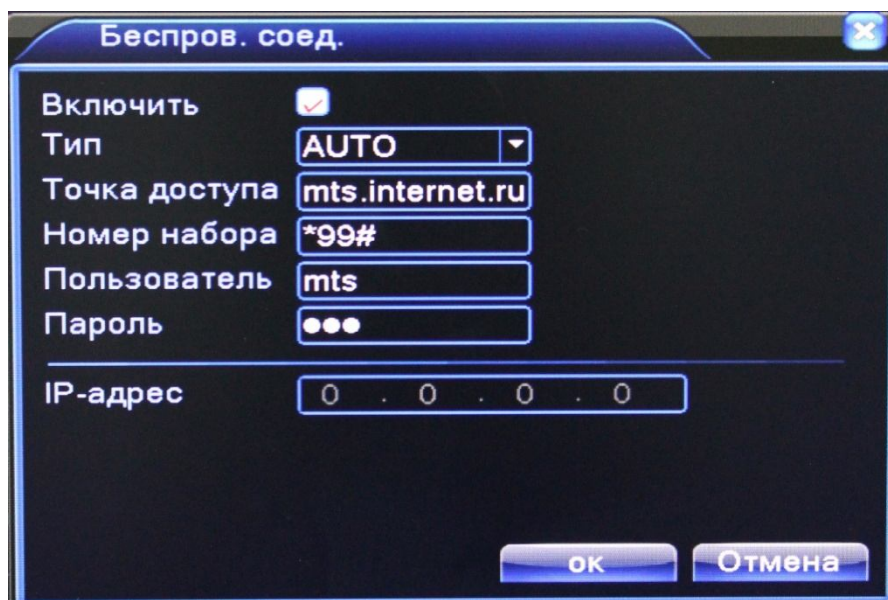 Беспров. соед.
Включить
Тип AUTO
Точка доступа mts.internet.ru
Номер набора *99#
Пользователь mts
Пароль ●●●
IP-адрес 0 . 0 . 0 . 0
ок Отмена